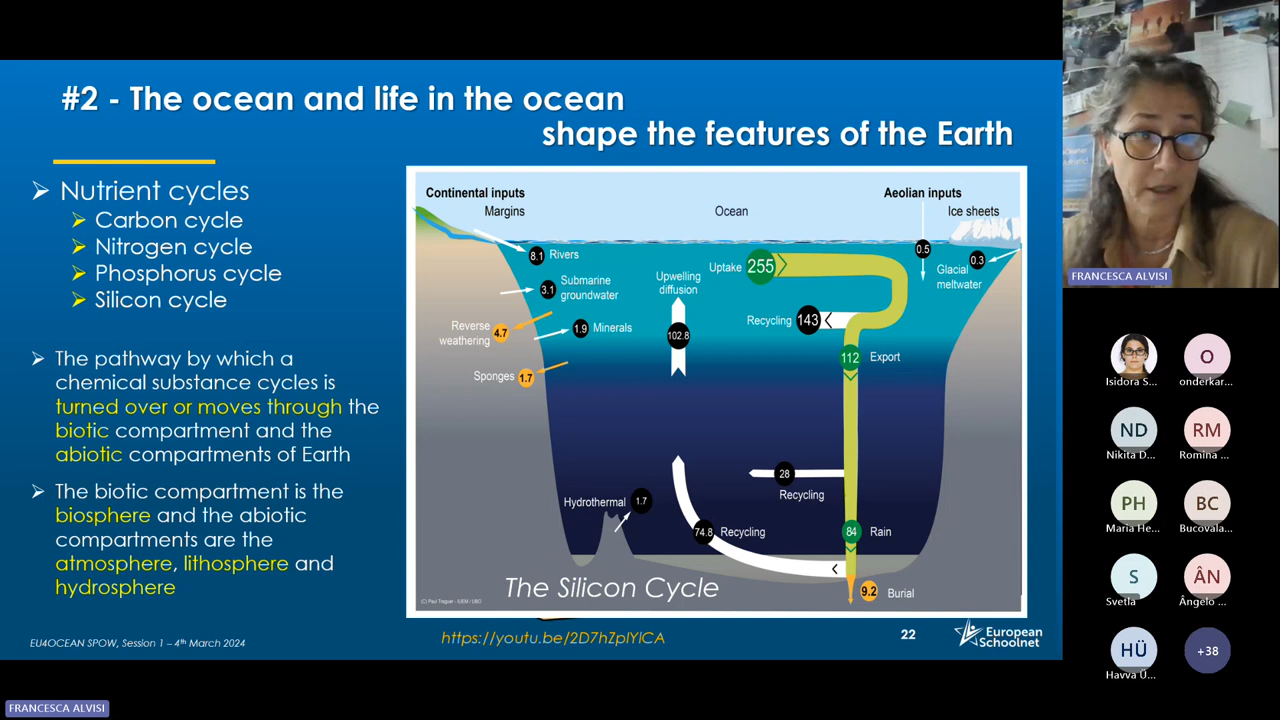 #2 - The ocean and life in the ocean
shape the features of the Earth
Nutrient cycles
Carbon cycle
Nitrogen cycle
Phosphorus cycle
Silicon cycle
The pathway by which a
chemical substance cycles is
turned over or moves through the
biotic compartment and the
abiotic compartments of Earth
The biotic compartment is the
biosphere and the abiotic
compartments are the
atmosphere, lithosphere and
hydrosphere
Continental inputs
Margins
Ocean
Aeolian inputs
Ice sheets
8.1 Rivers
3.1 Submarine
groundwater
Reverse
weathering 4.7
1.9 Minerals
Sponges 1.7
Upwelling
diffusion
102.8
Uptake 255
0.5
0.3
Glacial
meltwater
Recycling 143
112 Export
28
Recycling
Hydrothermal 1.7
74.8 Recycling
84 Rain
9.2 Burial
The Silicon Cycle
EU4OCEAN SPOW, Session 1 – 4th March 2024
https://youtu.be/2D7hZpIYlCA
22
European
Schoolnet
FRANCESCA ALVISI
Isidora S...
O
onderkar...
ND
Nikita D...
RM
Romina ...
PH
Maria He...
BC
Bucovala...
S
Svetla
ÂN
Ângelo ...
HÜ
Havva Ü...
+38
FRANCESCA ALVISI